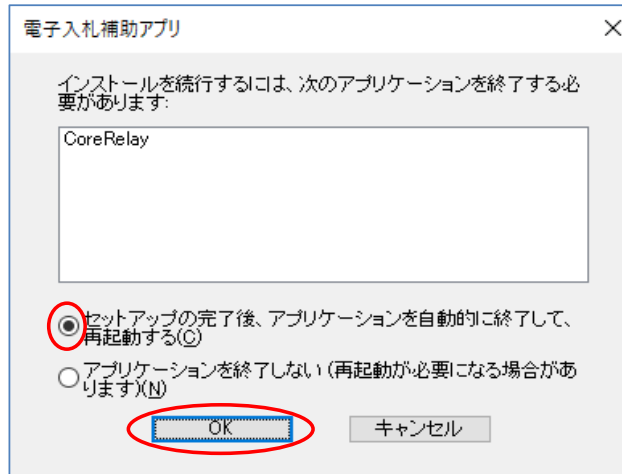 電子入札補助アプリ
インストールを続行するには、次のアプリケーションを終了する必
要があります:
CoreRelay
セットアップの完了後、アプリケーションを自動的に終了して、
再起動する(C)
アプリケーションを終了しない(再起動が必要になる場合があ
ります)(N)
OK
キャンセル